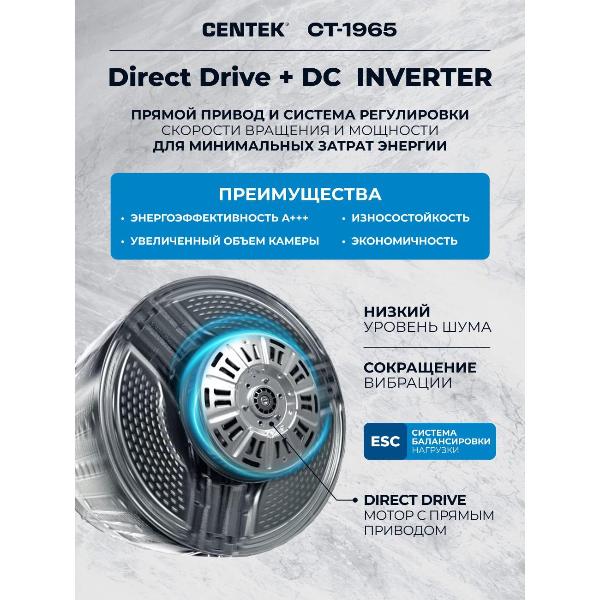 CENTEK® CT-1965
Direct Drive + DC INVERTER
ПРЯМОЙ ПРИВОД И СИСТЕМА РЕГУЛИРОВКИ
СКОРОСТИ ВРАЩЕНИЯ И МОЩНОСТИ
ДЛЯ МИНИМАЛЬНЫХ ЗАТРАТ ЭНЕРГИИ
ПРЕИМУЩЕСТВА
• ЭНЕРГОЭФФЕКТИВНОСТЬ А+++ • ИЗНОСОСТОЙКОСТЬ
• УВЕЛИЧЕННЫЙ ОБЪЕМ КАМЕРЫ • ЭКОНОМИЧНОСТЬ
НИЗКИЙ
УРОВЕНЬ ШУМА
СОКРАЩЕНИЕ
ВИБРАЦИИ
ESC СИСТЕМА
БАЛАНСИРОВКИ
НАГРУЗКИ
DIRECT DRIVE
МОТОР С ПРЯМЫМ
ПРИВОДОМ